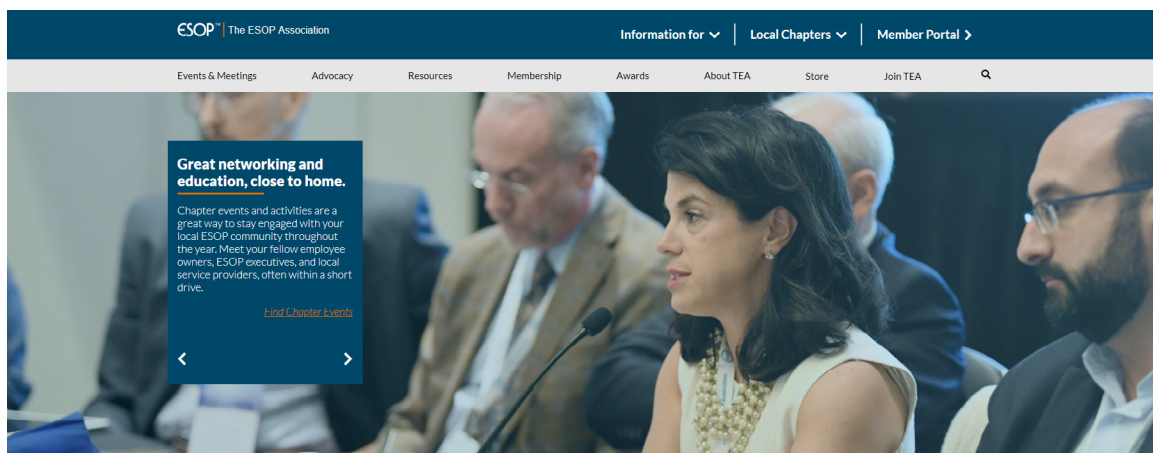 ESOP™ | The ESOP Association
Information for
Local Chapters
Member Portal
Events & Meetings
Advocacy
Resources
Membership
Awards
About TEA
Store
Join TEA
Great networking and
education, close to home.
Chapter events and activities are a
great way to stay engaged with your
local ESOP community throughout
the year. Meet your fellow employee
owners, ESOP executives, and local
service providers, often within a short
drive.
Find Chapter Events